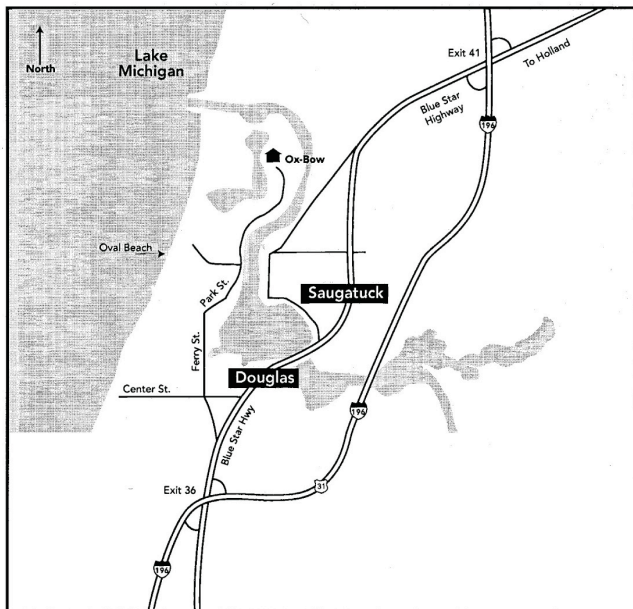 North
Lake
Michigan
Exit 41
To Holland
Blue Star
Highway
196
Ox-Bow
Oval Beach
Park St.
Saugatuck
Ferry St.
Douglas
Center St.
196
Blue Star Hwy
Exit 36
31
196